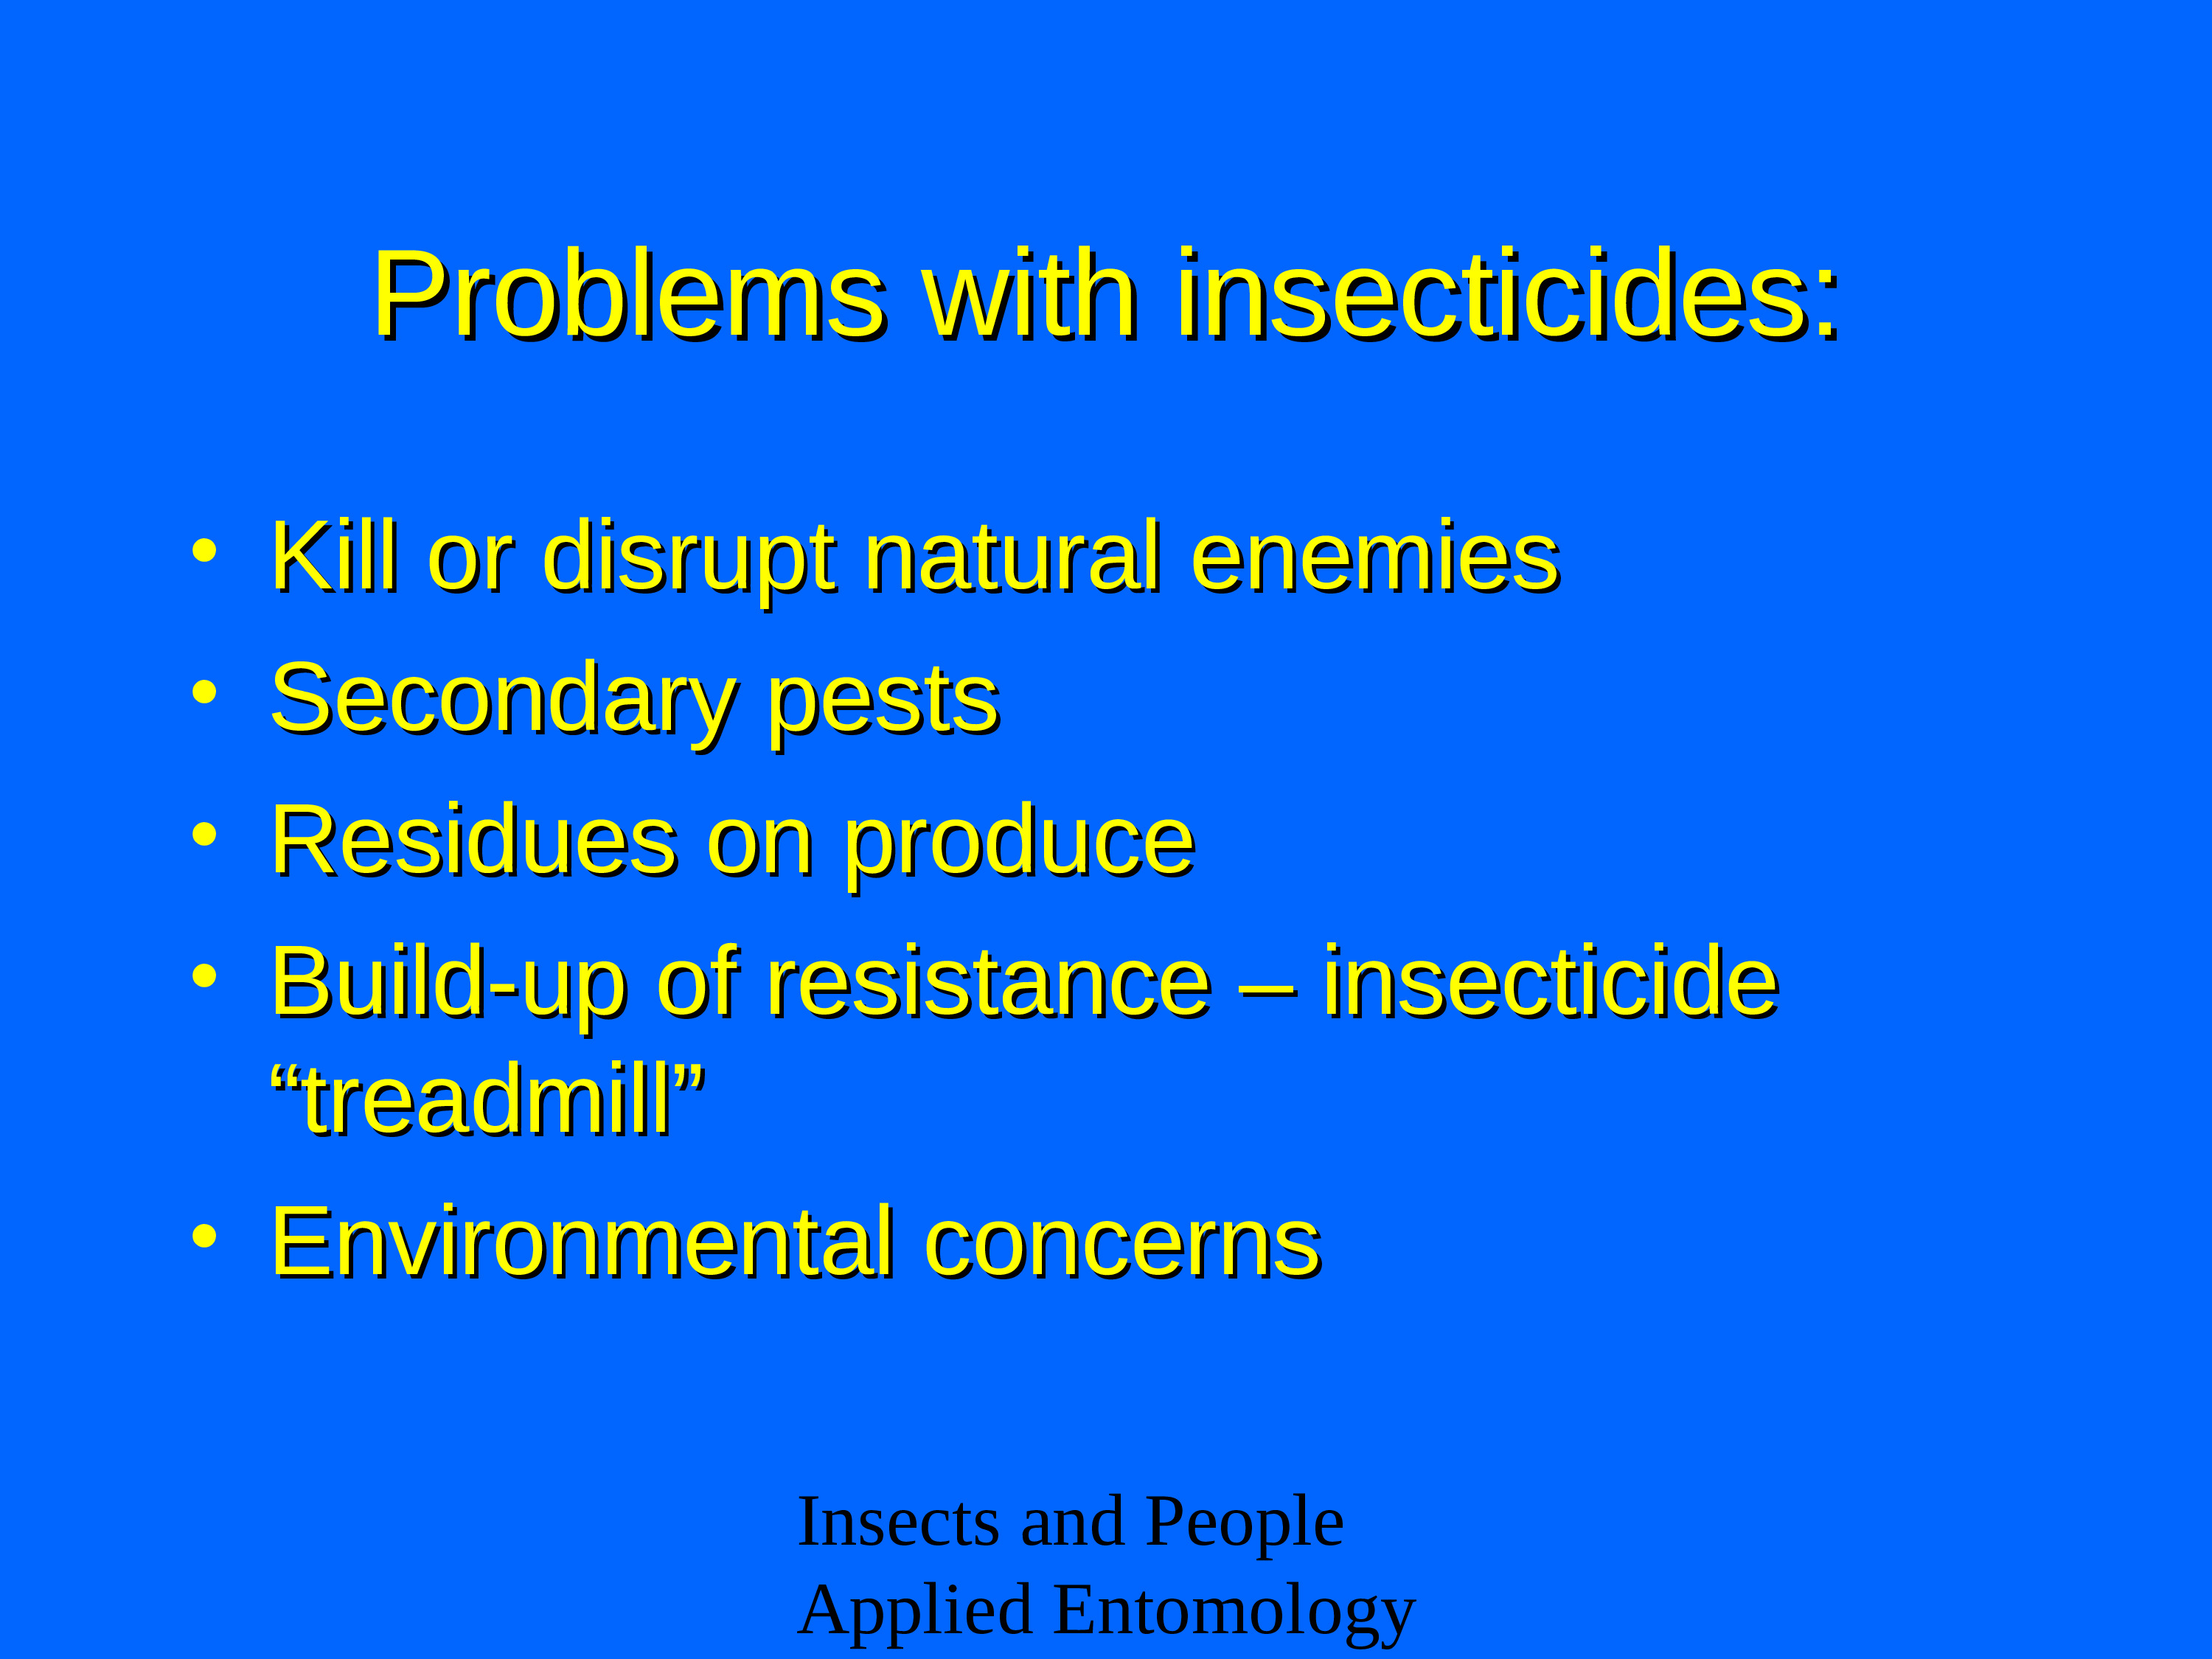 Problems with insecticides:
• Kill or disrupt natural enemies
• Secondary pests
• Residues on produce
• Build-up of resistance – insecticide
“treadmill”
• Environmental concerns
Insects and People
Applied Entomology